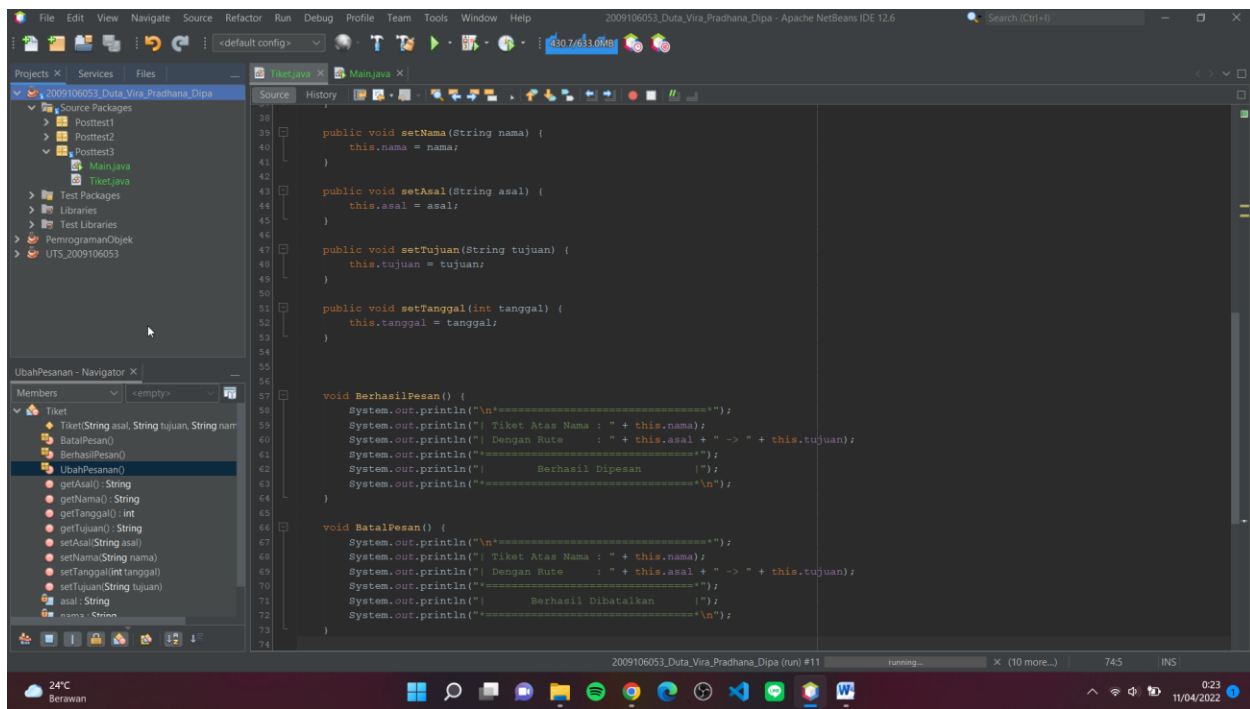 File Edit View Navigate Source Refactor Run Debug Profile Team Tools Window Help 2009106053_Duta_Vira_Pradhana_Dipa - Apache NetBeans IDE 12.6 Search (Ctrl+I)
<default config> 430.7/633.0MB
Projects Services Files Tiket.java Main.java
Source History
2009106053_Duta_Vira_Pradhana_Dipa
Source Packages
Posttest1
Posttest2
Posttest3
Main.java
Tiket.java
Test Packages
Libraries
Test Libraries
PemrogramanObjek
UTS_2009106053
UbahPesanan - Navigator
Members <empty>
Tiket
Tiket(String asal, String tujuan, String nam
BatalPesan()
BerhasilPesan()
UbahPesanan()
getAsal() : String
getNama() : String
getTanggal() : int
getTujuan() : String
setAsal(String asal)
setNama(String nama)
setTanggal(int tanggal)
setTujuan(String tujuan)
asal : String
nama : String
38
39 public void setNama(String nama) {
40 this.nama = nama;
41 }
42
43 public void setAsal(String asal) {
44 this.asal = asal;
45 }
46
47 public void setTujuan(String tujuan) {
48 this.tujuan = tujuan;
49 }
50
51 public void setTanggal(int tanggal) {
52 this.tanggal = tanggal;
53 }
54
55
56
57 void BerhasilPesan() {
58 System.out.println("\n*================================*");
59 System.out.println("| Tiket Atas Nama : " + this.nama);
60 System.out.println("| Dengan Rute : " + this.asal + " -> " + this.tujuan);
61 System.out.println("*================================*");
62 System.out.println("| Berhasil Dipesan |");
63 System.out.println("*================================*\n");
64 }
65
66 void BatalPesan() {
67 System.out.println("\n*================================*");
68 System.out.println("| Tiket Atas Nama : " + this.nama);
69 System.out.println("| Dengan Rute : " + this.asal + " -> " + this.tujuan);
70 System.out.println("*================================*");
71 System.out.println("| Berhasil Dibatalkan |");
72 System.out.println("*================================*\n");
73 }
74
2009106053_Duta_Vira_Pradhana_Dipa (run) #11 running... (10 more...) 74:5 INS
24°C
Berawan
0:23
11/04/2022
1